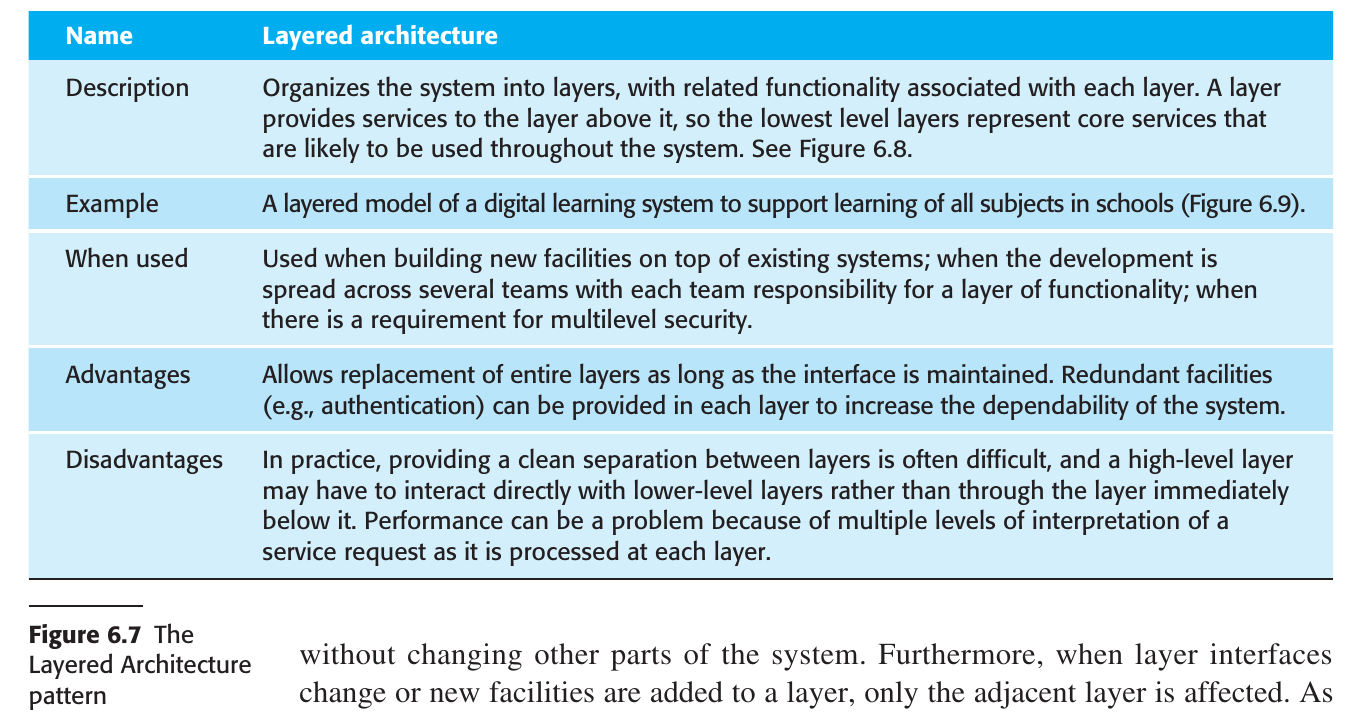 Name Layered architecture
Description Organizes the system into layers, with related functionality associated with each layer. A layer
provides services to the layer above it, so the lowest level layers represent core services that
are likely to be used throughout the system. See Figure 6.8.
Example A layered model of a digital learning system to support learning of all subjects in schools (Figure 6.9).
When used Used when building new facilities on top of existing systems; when the development is
spread across several teams with each team responsibility for a layer of functionality; when
there is a requirement for multilevel security.
Advantages Allows replacement of entire layers as long as the interface is maintained. Redundant facilities
(e.g., authentication) can be provided in each layer to increase the dependability of the system.
Disadvantages In practice, providing a clean separation between layers is often difficult, and a high-level layer
may have to interact directly with lower-level layers rather than through the layer immediately
below it. Performance can be a problem because of multiple levels of interpretation of a
service request as it is processed at each layer.
Figure 6.7 The
Layered Architecture
pattern
without changing other parts of the system. Furthermore, when layer interfaces
change or new facilities are added to a layer, only the adjacent layer is affected. As